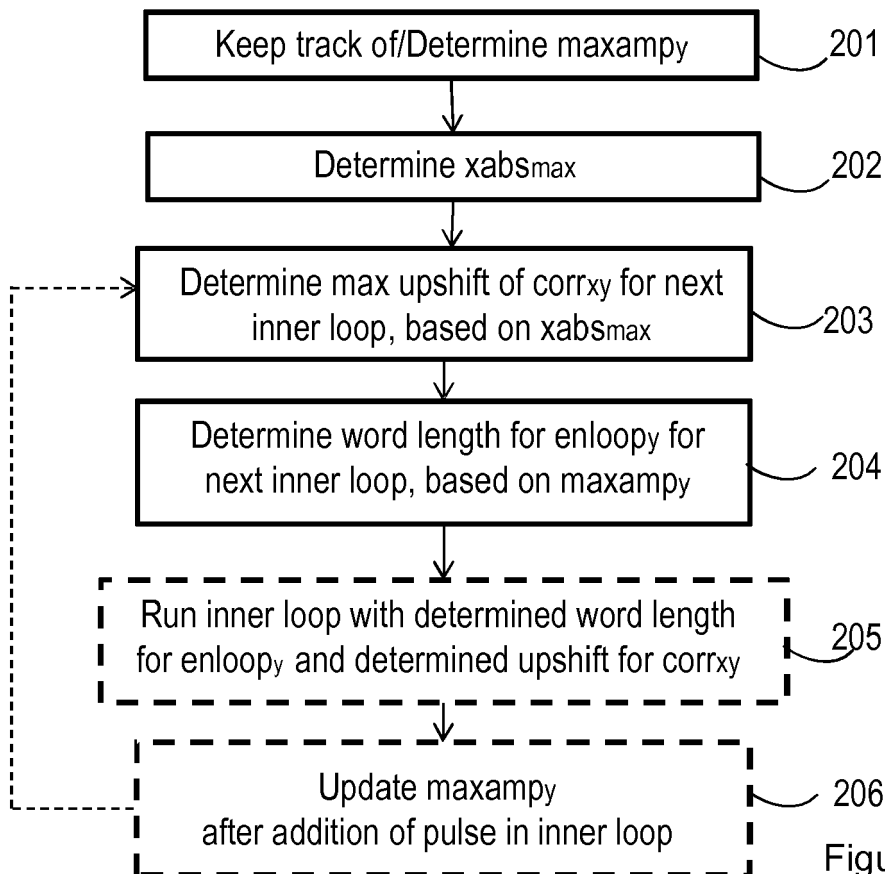 Keep track of/Determine maxampy
201
Determine xabsmax
202
Determine max upshift of corrxy for next
inner loop, based on xabsmax
203
Determine word length for enloopy for
next inner loop, based on maxampy
204
Run inner loop with determined word length
for enloopy and determined upshift for corrxy
205
Update maxampy
after addition of pulse in inner loop
206
Figu